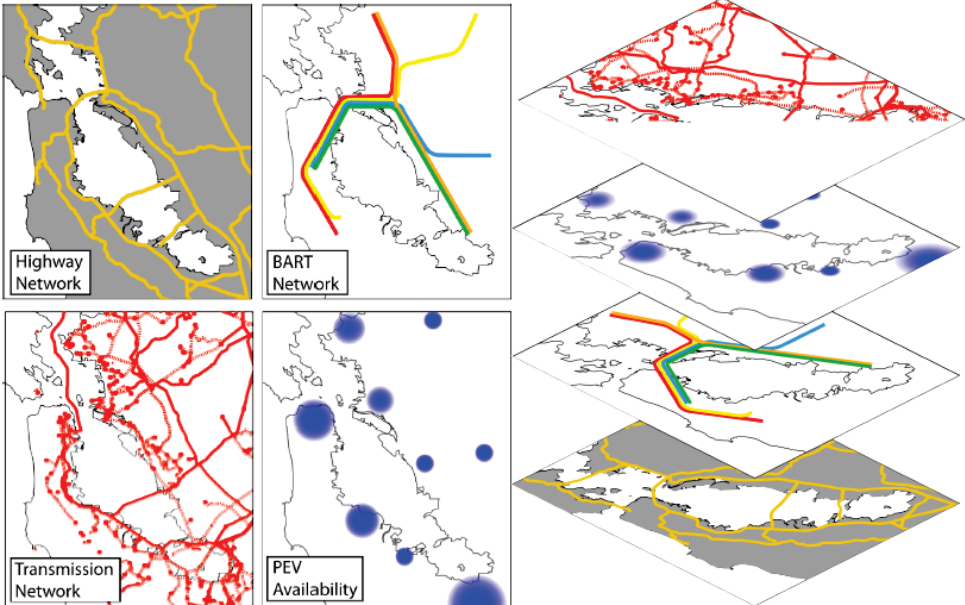 Highway
Network
BART
Network
Transmission
Network
PEV
Availability